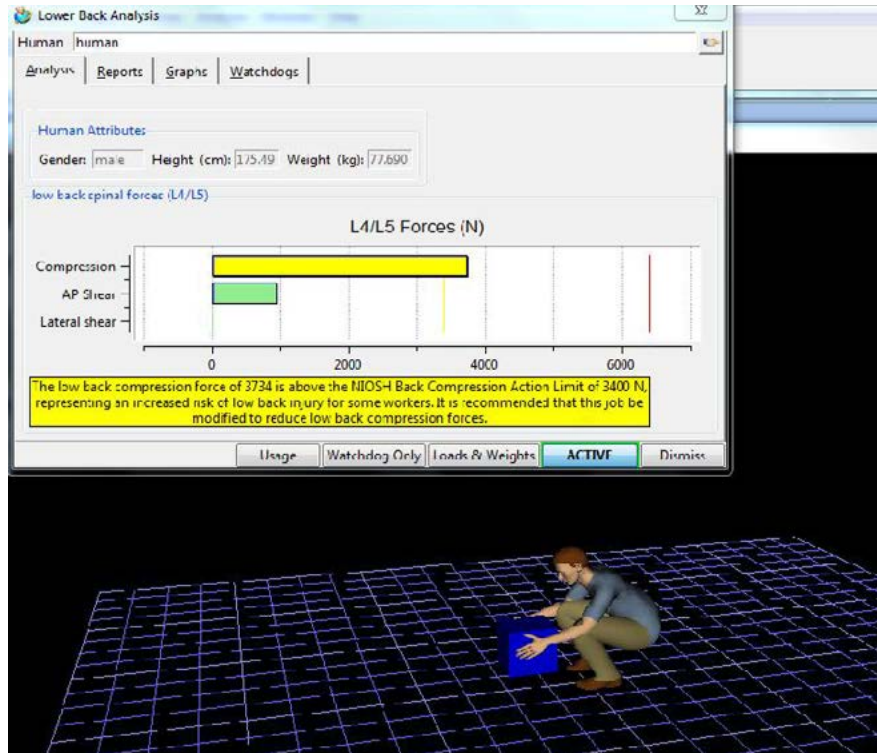 Lower Back Analysis
Human human
Analysis Reports Graphs Watchdogs
Human Attributes
Gender: male Height (cm): 175.49 Weight (kg): 77.690
low back spinal forces (L4/L5)
L4/L5 Forces (N)
Compression
AP Shear
Lateral shear
0 2000 4000 6000
The low back compression force of 3734 is above the NIOSH Back Compression Action Limit of 3400 N,
representing an increased risk of low back injury for some workers. It is recommended that this job be
modified to reduce low back compression forces.
Usage Watchdog Only Loads & Weights ACTIVE Dismiss